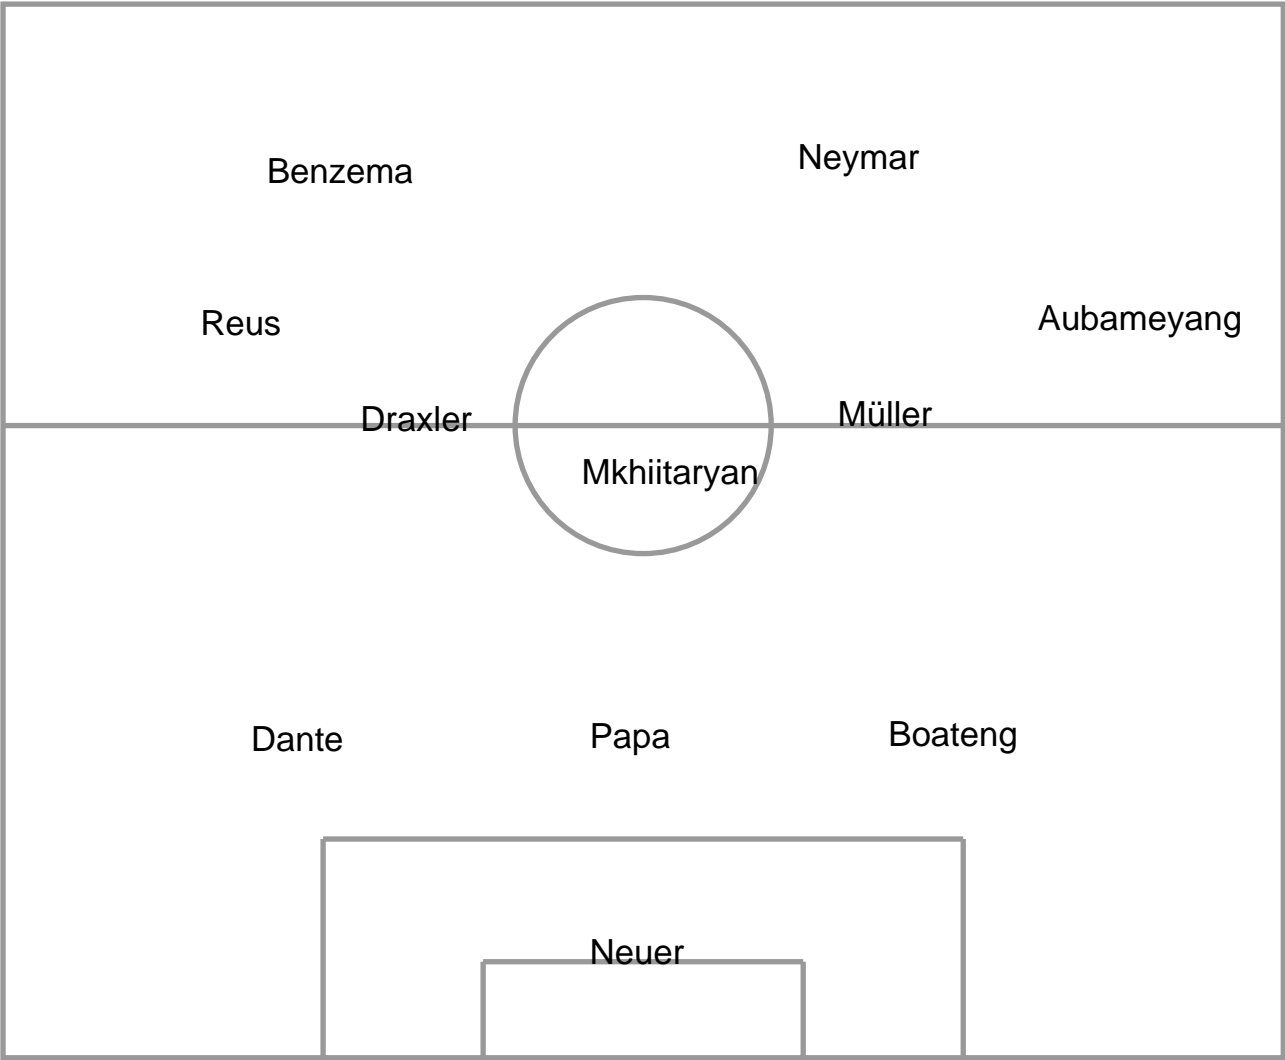 Benzema
Neymar
Reus
Aubameyang
Draxler
Müller
Mkhiitaryan
Dante
Papa
Boateng
Neuer